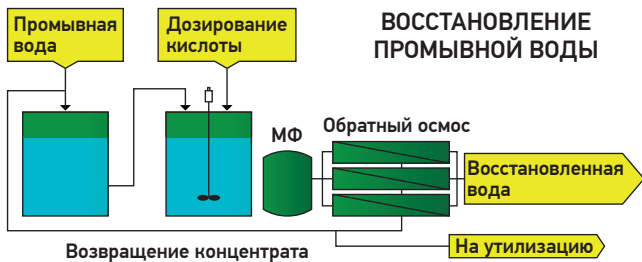 Промывная
вода
Дозирование
кислоты
ВОССТАНОВЛЕНИЕ
ПРОМЫВНОЙ ВОДЫ
МФ
Обратный осмос
Восстановленная
вода
Возвращение концентрата
На утилизацию